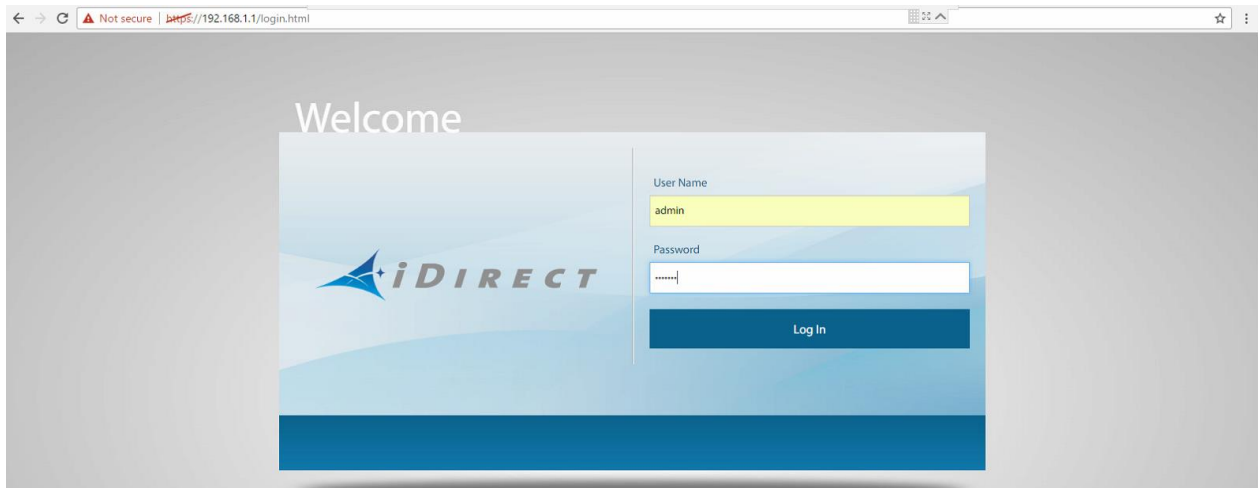 Not secure | https://192.168.1.1/login.html
Welcome
User Name
admin
iDIRECT
Password
•••••••
Log In